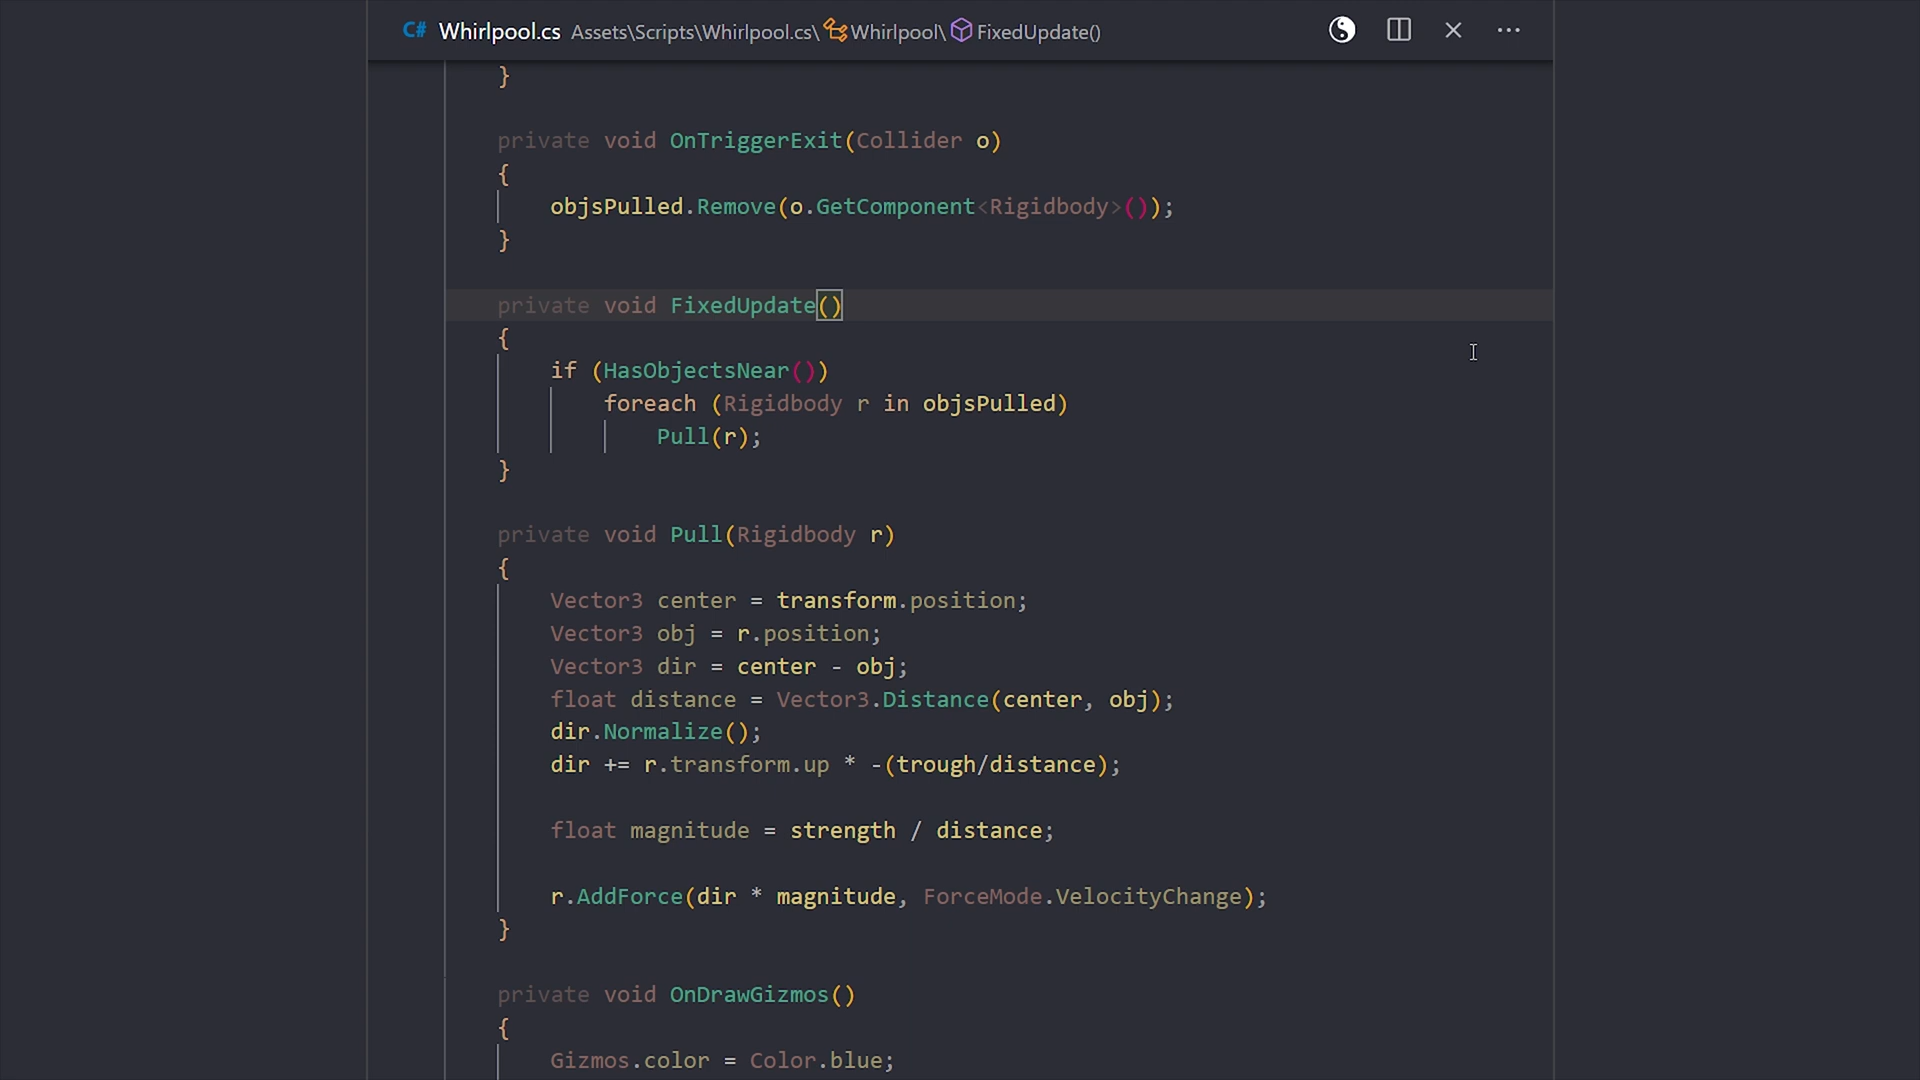 C# Whirlpool.cs Assets\Scripts\Whirlpool.cs\ Whirlpool\ FixedUpdate()
}
private void OnTriggerExit(Collider o)
{
objsPulled.Remove(o.GetComponent<Rigidbody>());
}
private void FixedUpdate()
{
if (HasObjectsNear())
foreach (Rigidbody r in objsPulled)
Pull(r);
}
private void Pull(Rigidbody r)
{
Vector3 center = transform.position;
Vector3 obj = r.position;
Vector3 dir = center - obj;
float distance = Vector3.Distance(center, obj);
dir.Normalize();
dir += r.transform.up * -(trough/distance);
float magnitude = strength / distance;
r.AddForce(dir * magnitude, ForceMode.VelocityChange);
}
private void OnDrawGizmos()
{
Gizmos.color = Color.blue;